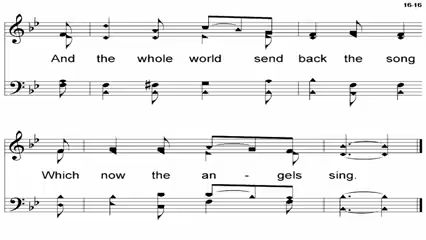 16-16
And the whole world send back the song
Which now the an - gels sing.